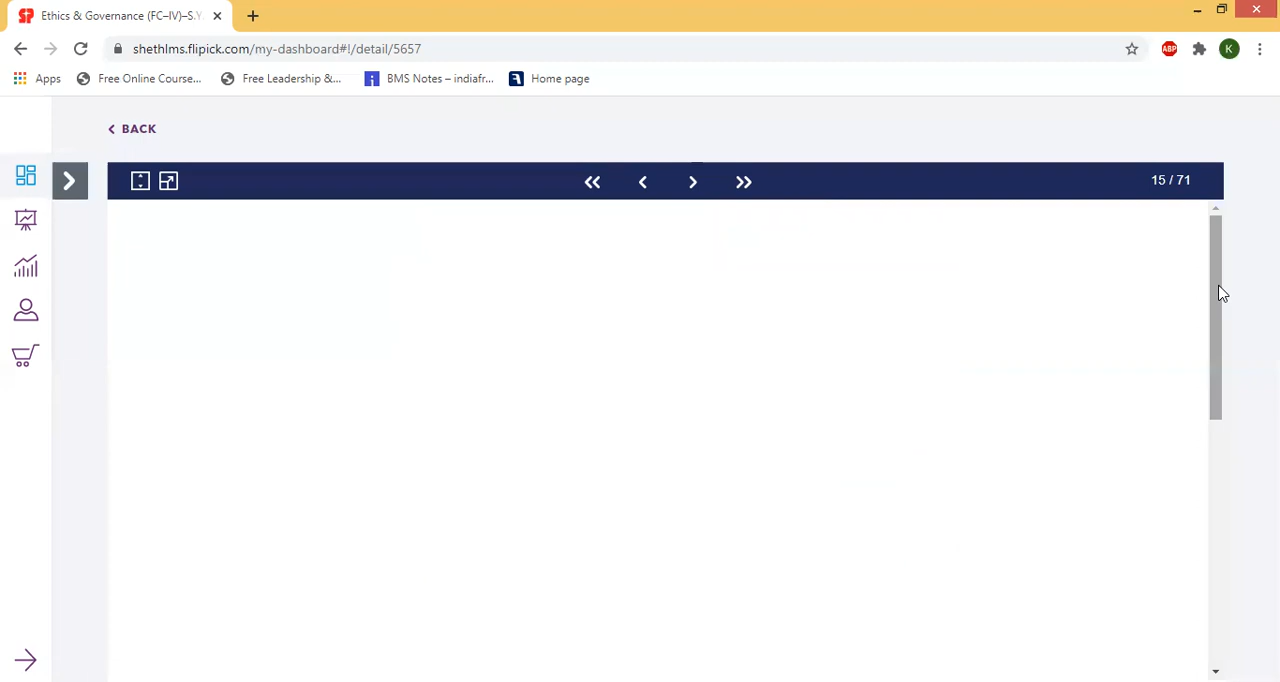 Ethics & Governance (FC–IV)–S.Y.
shethlms.flipick.com/my-dashboard#!/detail/5657
ABP
K
Apps
Free Online Course...
Free Leadership &...
BMS Notes – indiafr...
Home page
BACK
15 / 71